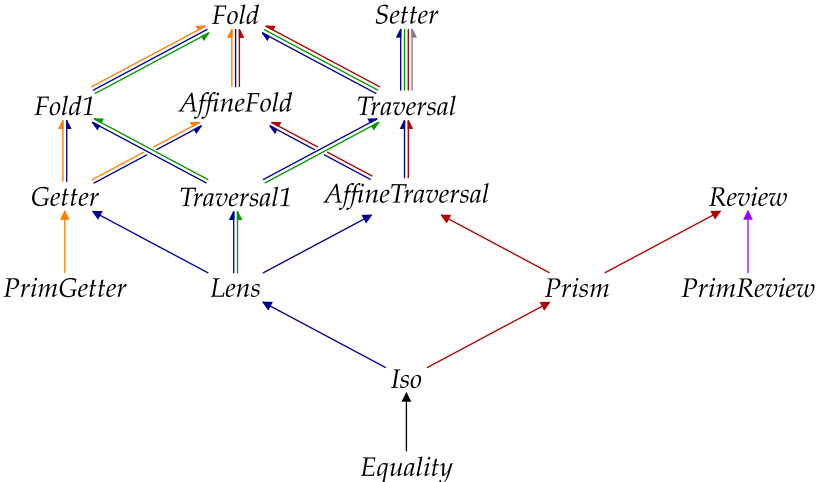 Fold Setter
Fold1 AffineFold Traversal
Getter Traversal1 AffineTraversal Review
PrimGetter Lens Prism PrimReview
Iso
Equality